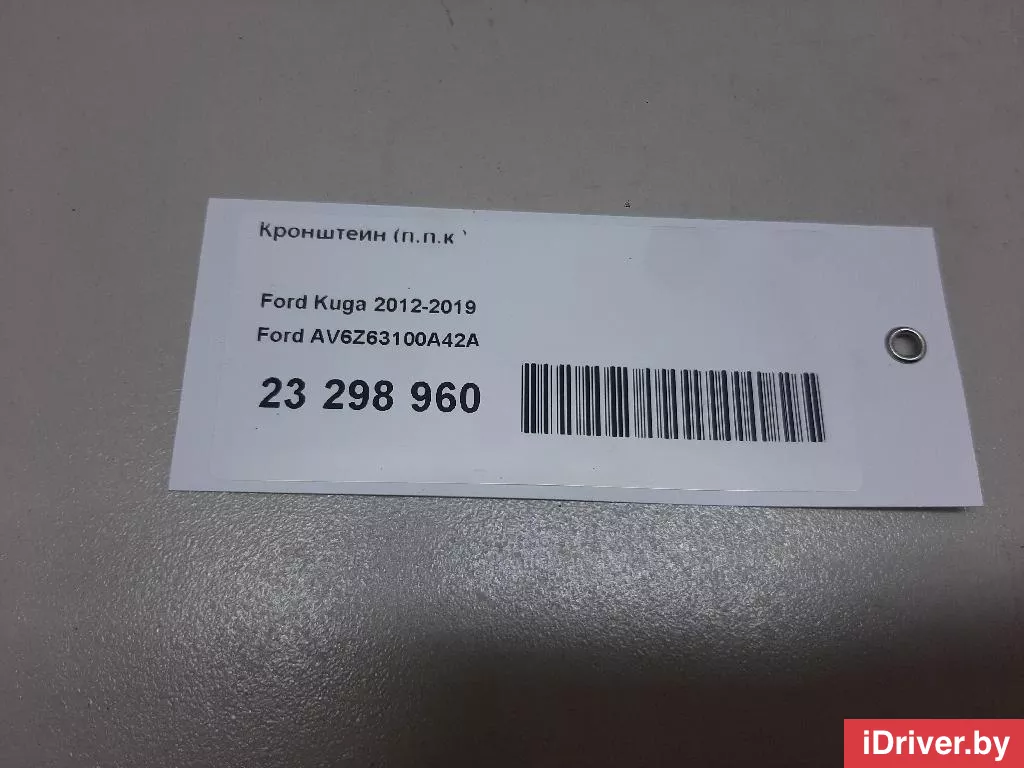 Кронштейн (п.п.к
Ford Kuga 2012-2019
Ford AV6Z63100A42A
23 298 960
iDriver.by